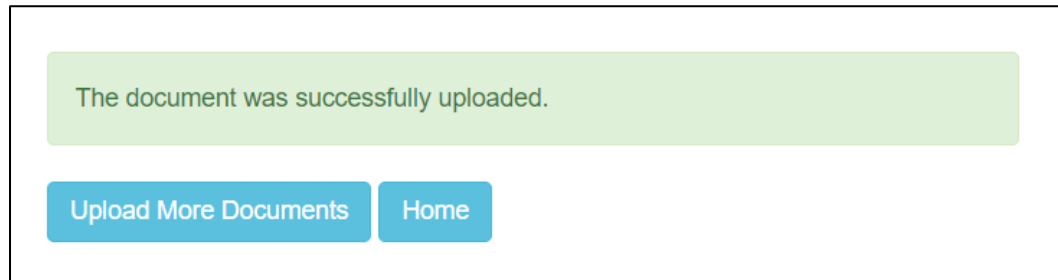 The document was successfully uploaded.
Upload More Documents Home